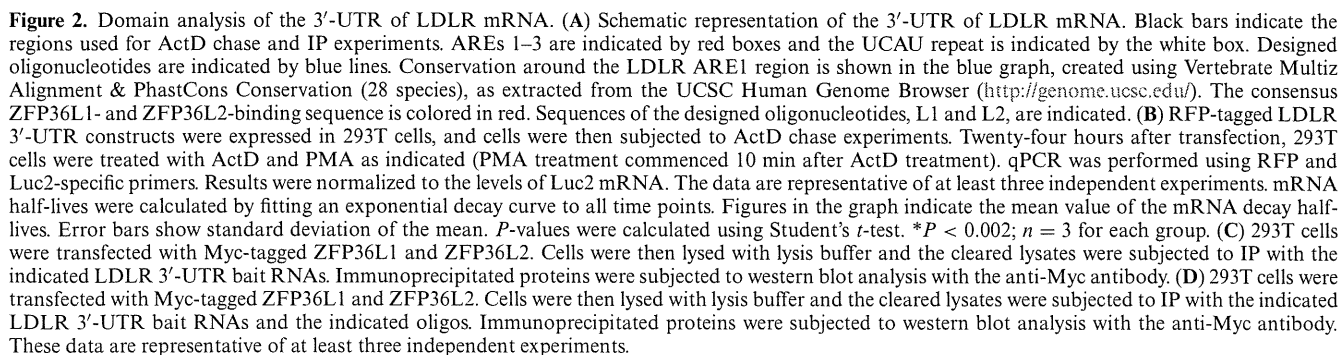 Figure 2. Domain analysis of the 3′-UTR of LDLR mRNA. (A) Schematic representation of the 3′-UTR of LDLR mRNA. Black bars indicate the
regions used for ActD chase and IP experiments. AREs 1–3 are indicated by red boxes and the UCAU repeat is indicated by the white box. Designed
oligonucleotides are indicated by blue lines. Conservation around the LDLR ARE1 region is shown in the blue graph, created using Vertebrate Multiz
Alignment & PhastCons Conservation (28 species), as extracted from the UCSC Human Genome Browser (http://genome.ucsc.edu/). The consensus
ZFP36L1- and ZFP36L2-binding sequence is colored in red. Sequences of the designed oligonucleotides, L1 and L2, are indicated. (B) RFP-tagged LDLR
3′-UTR constructs were expressed in 293T cells, and cells were then subjected to ActD chase experiments. Twenty-four hours after transfection, 293T
cells were treated with ActD and PMA as indicated (PMA treatment commenced 10 min after ActD treatment). qPCR was performed using RFP and
Luc2-specific primers. Results were normalized to the levels of Luc2 mRNA. The data are representative of at least three independent experiments. mRNA
half-lives were calculated by fitting an exponential decay curve to all time points. Figures in the graph indicate the mean value of the mRNA decay half-
lives. Error bars show standard deviation of the mean. P-values were calculated using Student's t-test. *P < 0.002; n = 3 for each group. (C) 293T cells
were transfected with Myc-tagged ZFP36L1 and ZFP36L2. Cells were then lysed with lysis buffer and the cleared lysates were subjected to IP with the
indicated LDLR 3′-UTR bait RNAs. Immunoprecipitated proteins were subjected to western blot analysis with the anti-Myc antibody. (D) 293T cells were
transfected with Myc-tagged ZFP36L1 and ZFP36L2. Cells were then lysed with lysis buffer and the cleared lysates were subjected to IP with the indicated
LDLR 3′-UTR bait RNAs and the indicated oligos. Immunoprecipitated proteins were subjected to western blot analysis with the anti-Myc antibody.
These data are representative of at least three independent experiments.